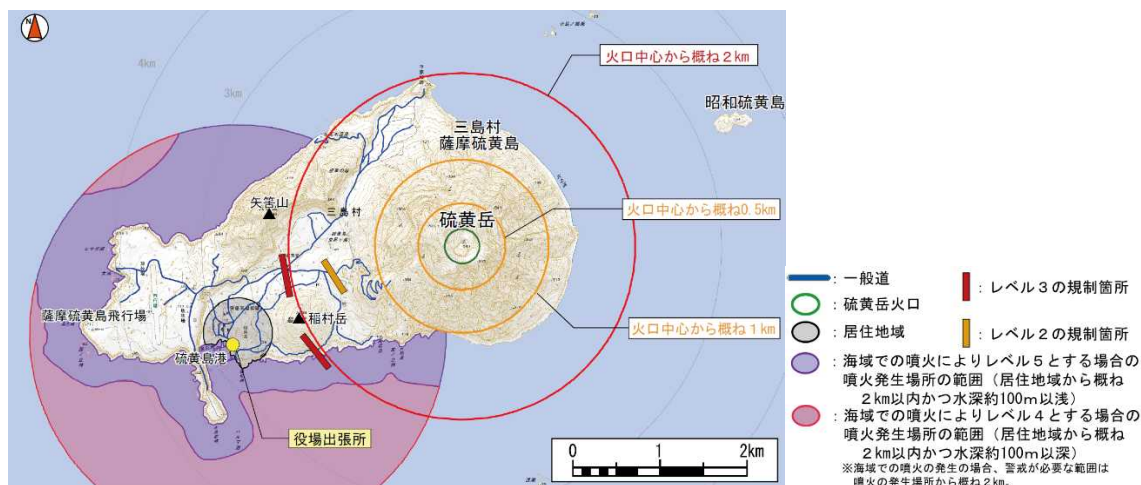 N
4km
3km
火口中心から概ね２km
昭和硫黄島
三島村
薩摩硫黄島
矢筈山
三島村
硫黄岳
火口中心から概ね0.5km
薩摩硫黄島飛行場
稲村岳
火口中心から概ね１km
硫黄島港
役場出張所
0 1 2km
：一般道
：硫黄岳火口
：居住地域
：レベル３の規制箇所
：レベル２の規制箇所
：海域での噴火によりレベル５とする場合の
噴火発生場所の範囲（居住地域から概ね
２km以内かつ水深約100m以浅）
：海域での噴火によりレベル４とする場合の
噴火発生場所の範囲（居住地域から概ね
２km以内かつ水深約100m以深）
※海域での噴火の発生の場合、警戒が必要な範囲は
噴火の発生場所から概ね２km。